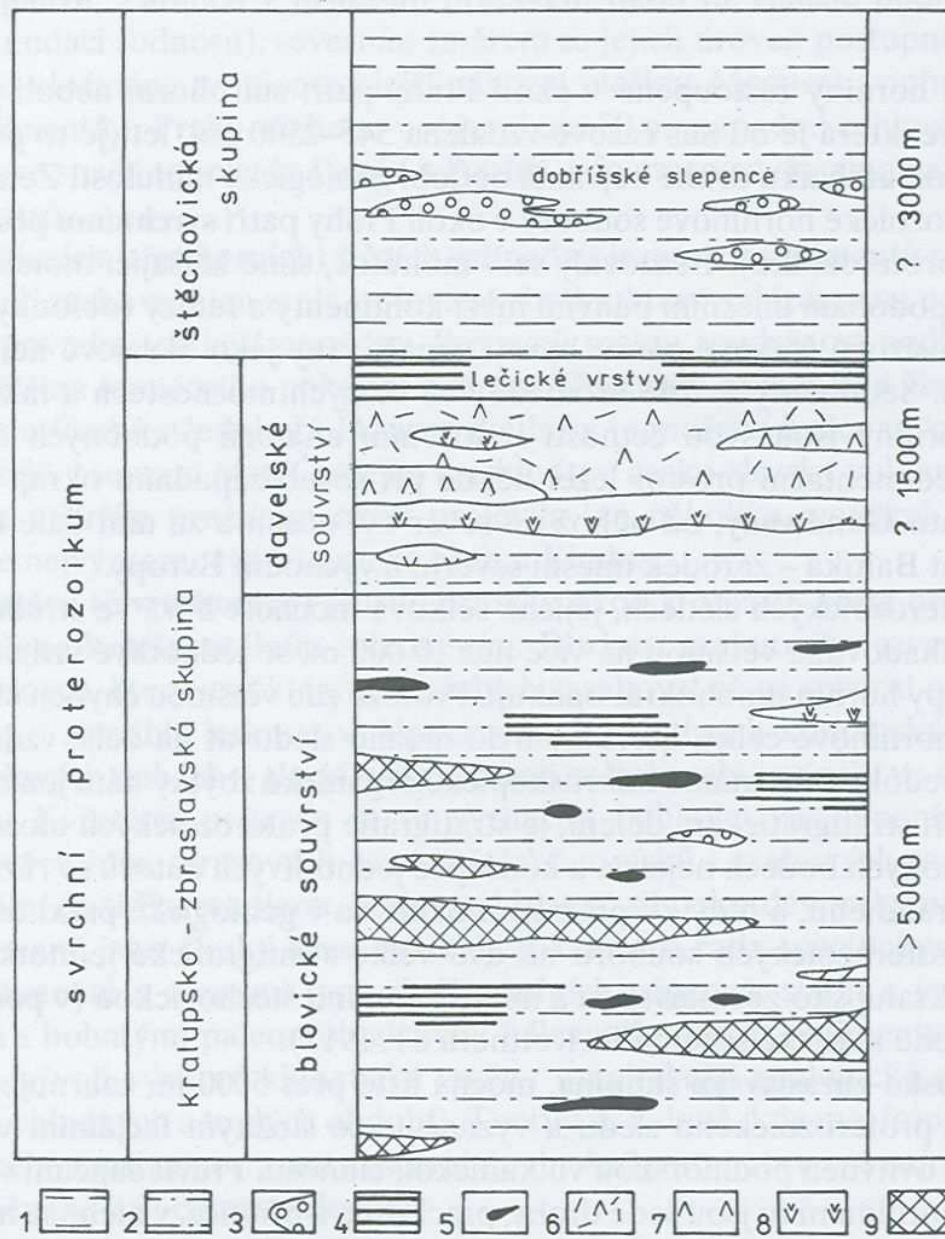 svrchní proterozoikum
štěchovická
skupina
kralupsko-zbraslavská skupina
davelské
souvrství
blovické souvrství
dobříšské slepence
lečické vrstvy
3000 m
? 1500 m
> 5000 m
1
2
3
4
5
6
7
8
9